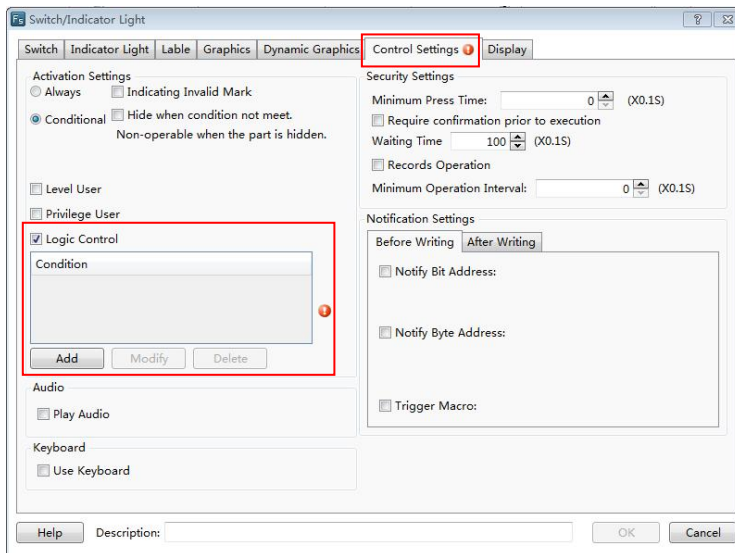 Switch/Indicator Light
Switch Indicator Light Lable Graphics Dynamic Graphics Control Settings Display
Activation Settings
Always
Indicating Invalid Mark
Conditional
Hide when condition not meet.
Non-operable when the part is hidden.
Level User
Privilege User
Logic Control
Condition
Add Modify Delete
Audio
Play Audio
Keyboard
Use Keyboard
Security Settings
Minimum Press Time: 0 (X0.1S)
Require confirmation prior to execution
Waiting Time 100 (X0.1S)
Records Operation
Minimum Operation Interval: 0 (X0.1S)
Notification Settings
Before Writing After Writing
Notify Bit Address:
Notify Byte Address:
Trigger Macro:
Help Description: OK Cancel